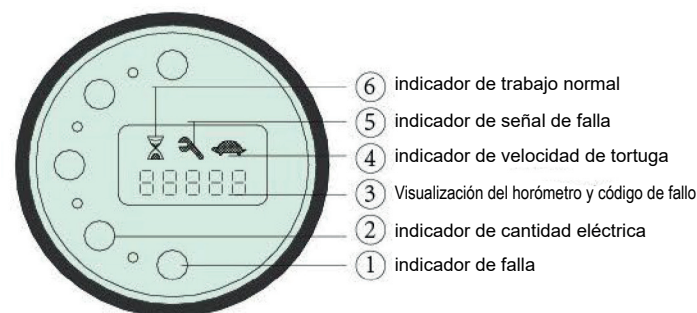 6 indicador de trabajo normal
5 indicador de señal de falla
4 indicador de velocidad de tortuga
88888
3 Visualización del horómetro y código de fallo
2 indicador de cantidad eléctrica
1 indicador de falla